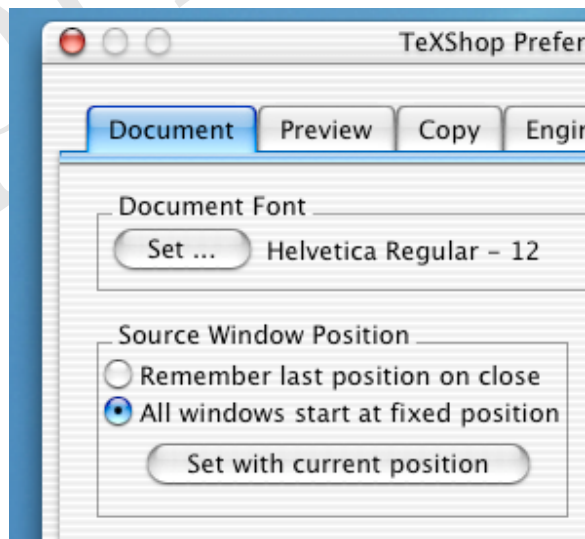 TeXShop Prefer
Document Preview Copy Engin
Document Font
Set ... Helvetica Regular – 12
Source Window Position
Remember last position on close
All windows start at fixed position
Set with current position